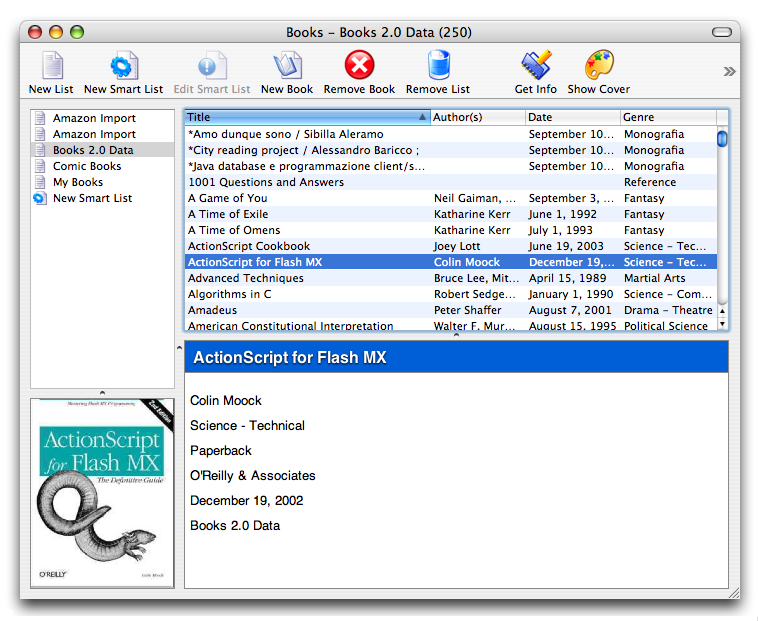 Books – Books 2.0 Data (250)
New List New Smart List Edit Smart List New Book Remove Book Remove List Get Info Show Cover
Amazon Import
Amazon Import
Books 2.0 Data
Comic Books
My Books
New Smart List
Title Author(s) Date Genre
*Amo dunque sono / Sibilla Aleramo September 10... Monografia
*City reading project / Alessandro Baricco ; September 10... Monografia
*Java database e programmazione client/s... September 10... Monografia
1001 Questions and Answers Reference
A Game of You Neil Gaiman, ... September 3, ... Fantasy
A Time of Exile Katharine Kerr June 1, 1992 Fantasy
A Time of Omens Katharine Kerr July 1, 1993 Fantasy
ActionScript Cookbook Joey Lott June 19, 2003 Science – Tec...
ActionScript for Flash MX Colin Moock December 19,... Science – Tec...
Advanced Techniques Bruce Lee, Mit... April 15, 1989 Martial Arts
Algorithms in C Robert Sedge... January 1, 1990 Science – Com...
Amadeus Peter Shaffer August 7, 2001 Drama – Theatre
American Constitutional Interpretation Walter F. Mur... August 15, 1995 Political Science
ActionScript for Flash MX
Colin Moock
Science - Technical
Paperback
O'Reilly & Associates
December 19, 2002
Books 2.0 Data
Mastering Flash MX Programming
2nd Edition
ActionScript
for Flash MX
The Definitive Guide
O'REILLY
Colin Moock